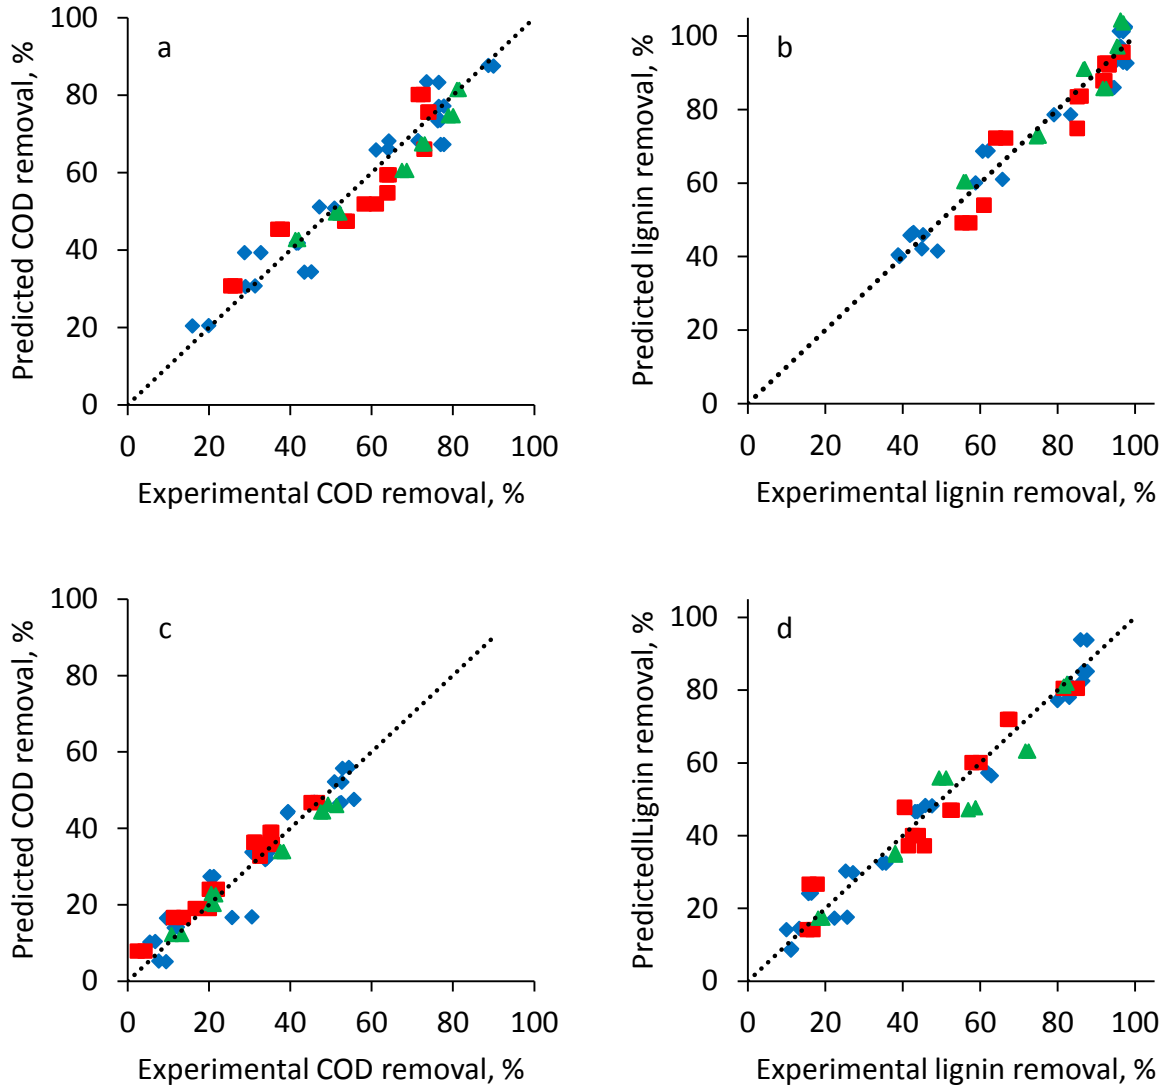 a
Predicted COD removal, %
100
80
60
40
20
0
0 20 40 60 80 100
Experimental COD removal, %
b
Predicted lignin removal, %
100
80
60
40
20
0
0 20 40 60 80 100
Experimental lignin removal, %
c
Predicted COD removal, %
100
80
60
40
20
0
0 20 40 60 80 100
Experimental COD removal, %
d
PredictedlLignin removal, %
100
80
60
40
20
0
0 20 40 60 80 100
Experimental lignin removal, %